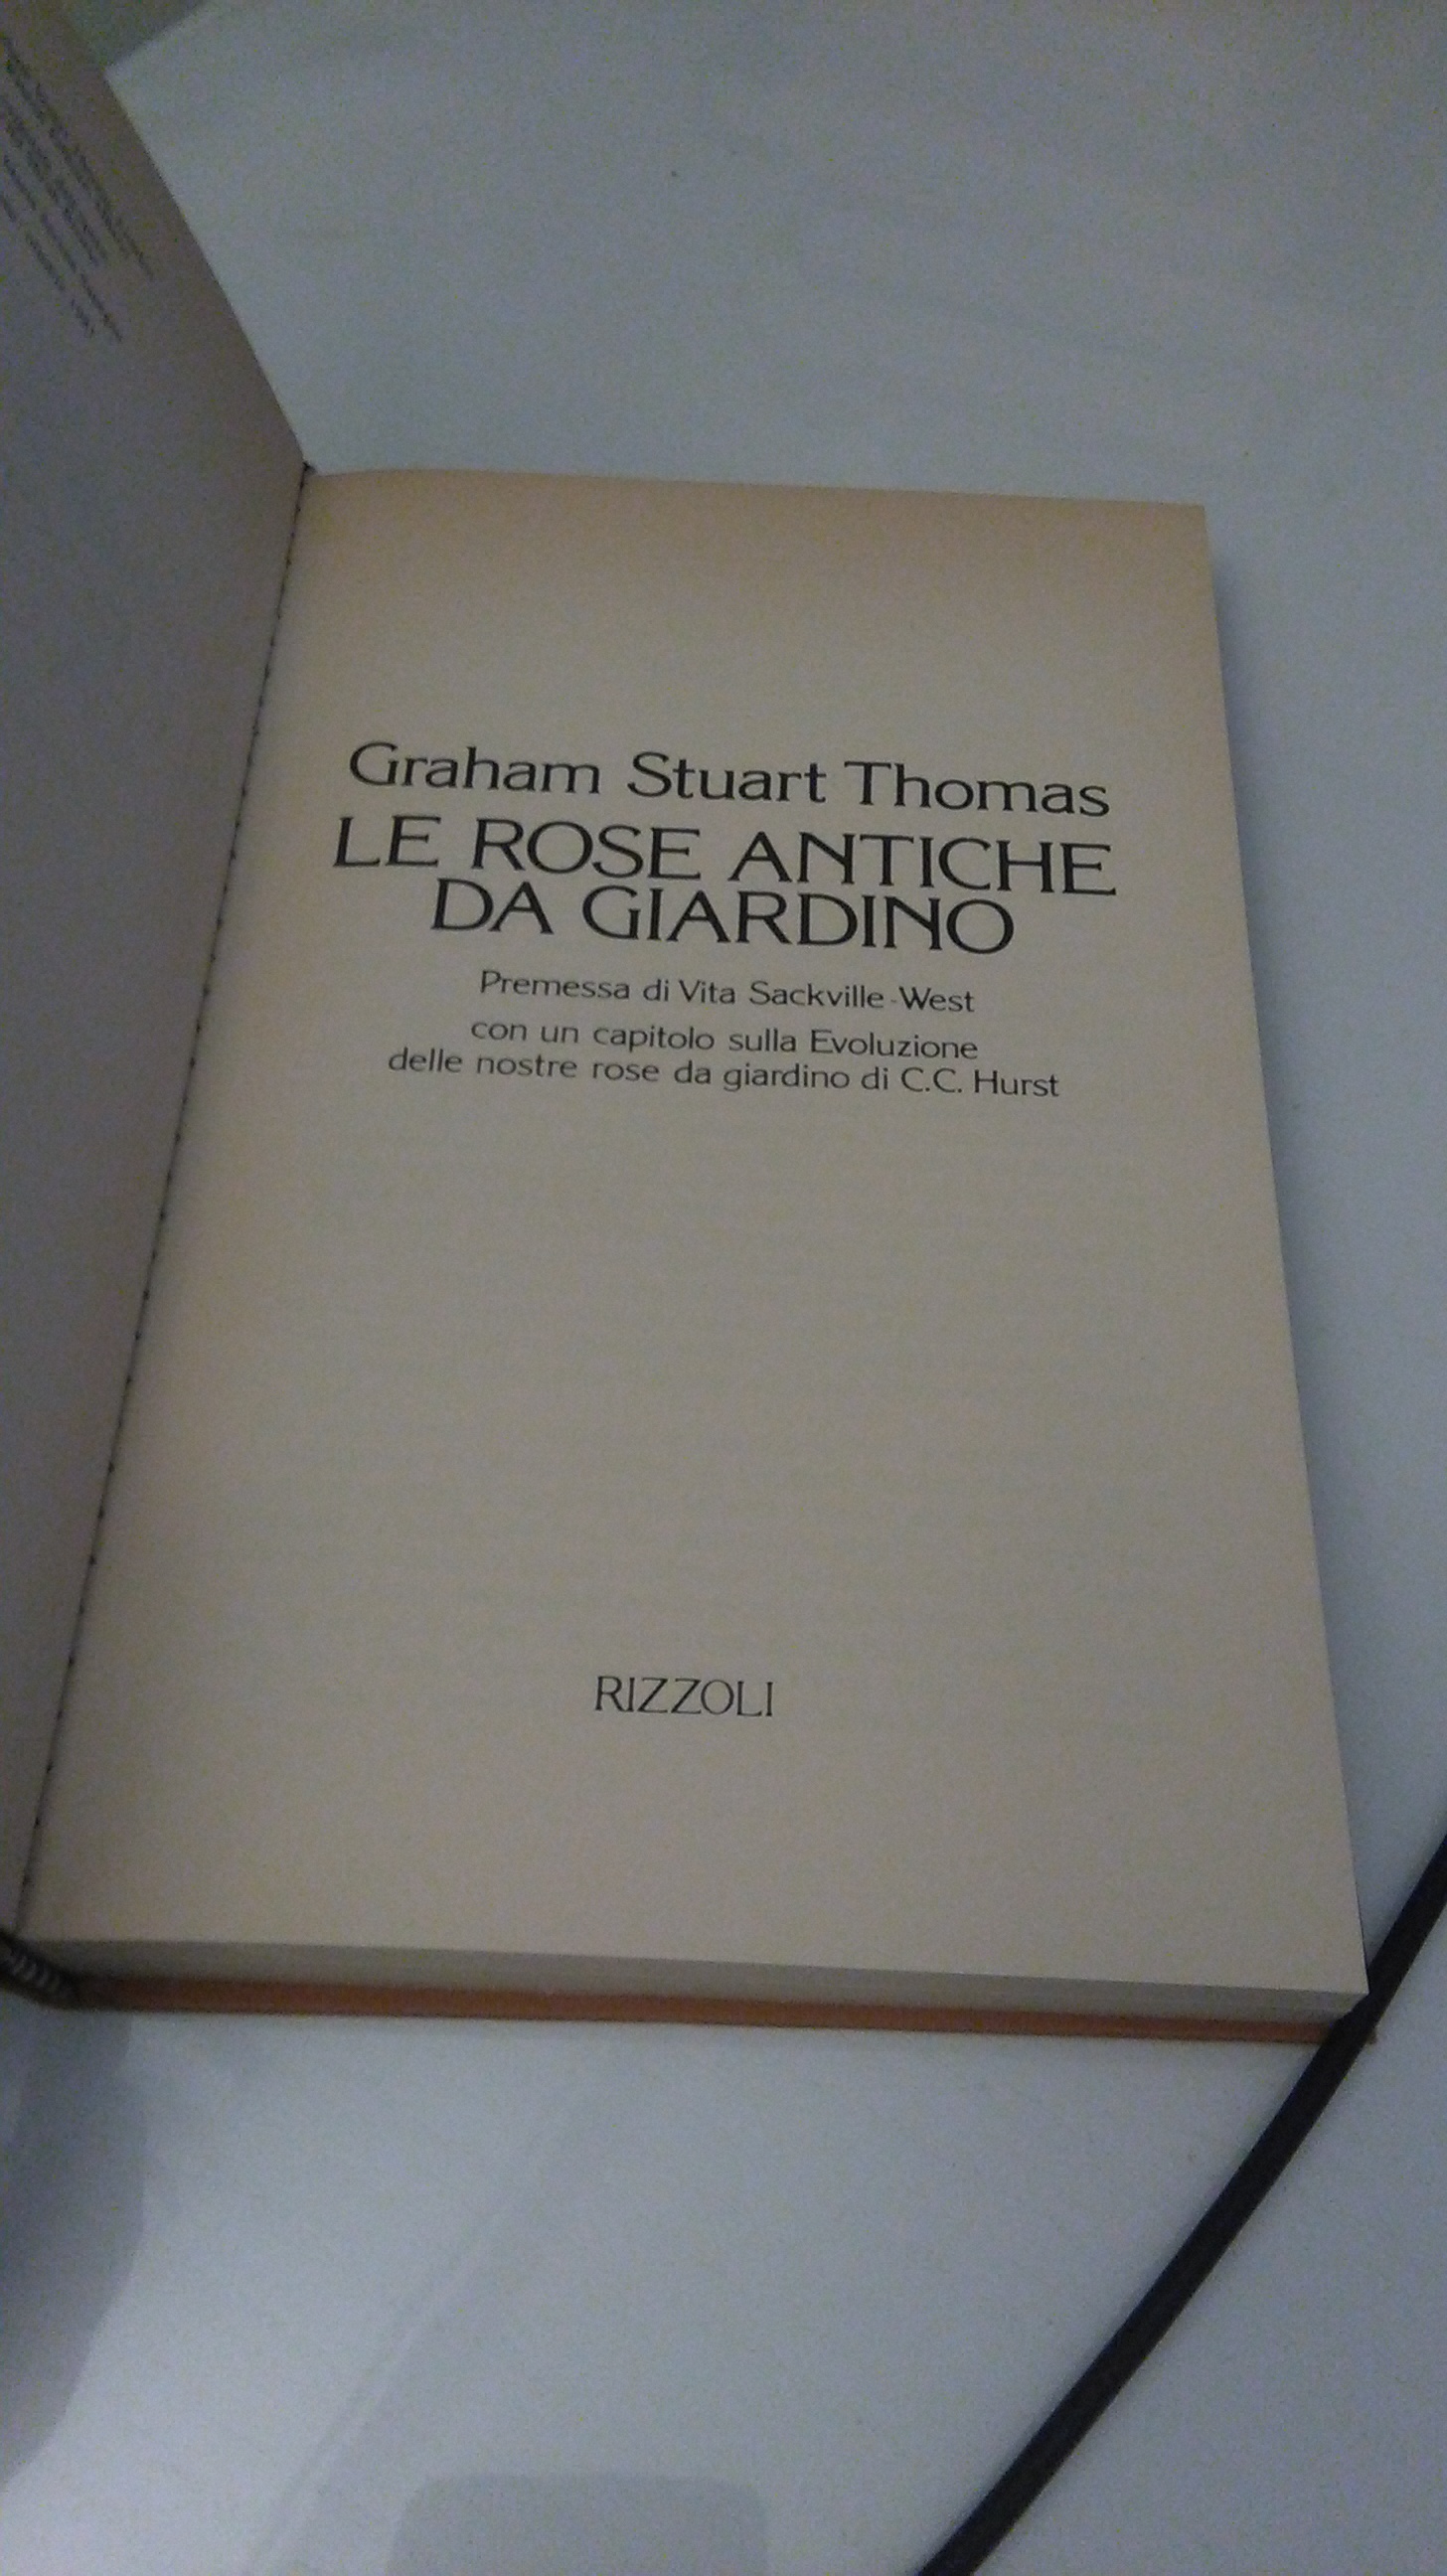 Graham Stuart Thomas
LE ROSE ANTICHE
DA GIARDINO
Premessa di Vita Sackville-West
con un capitolo sulla Evoluzione
delle nostre rose da giardino di C.C. Hurst
RIZZOLI